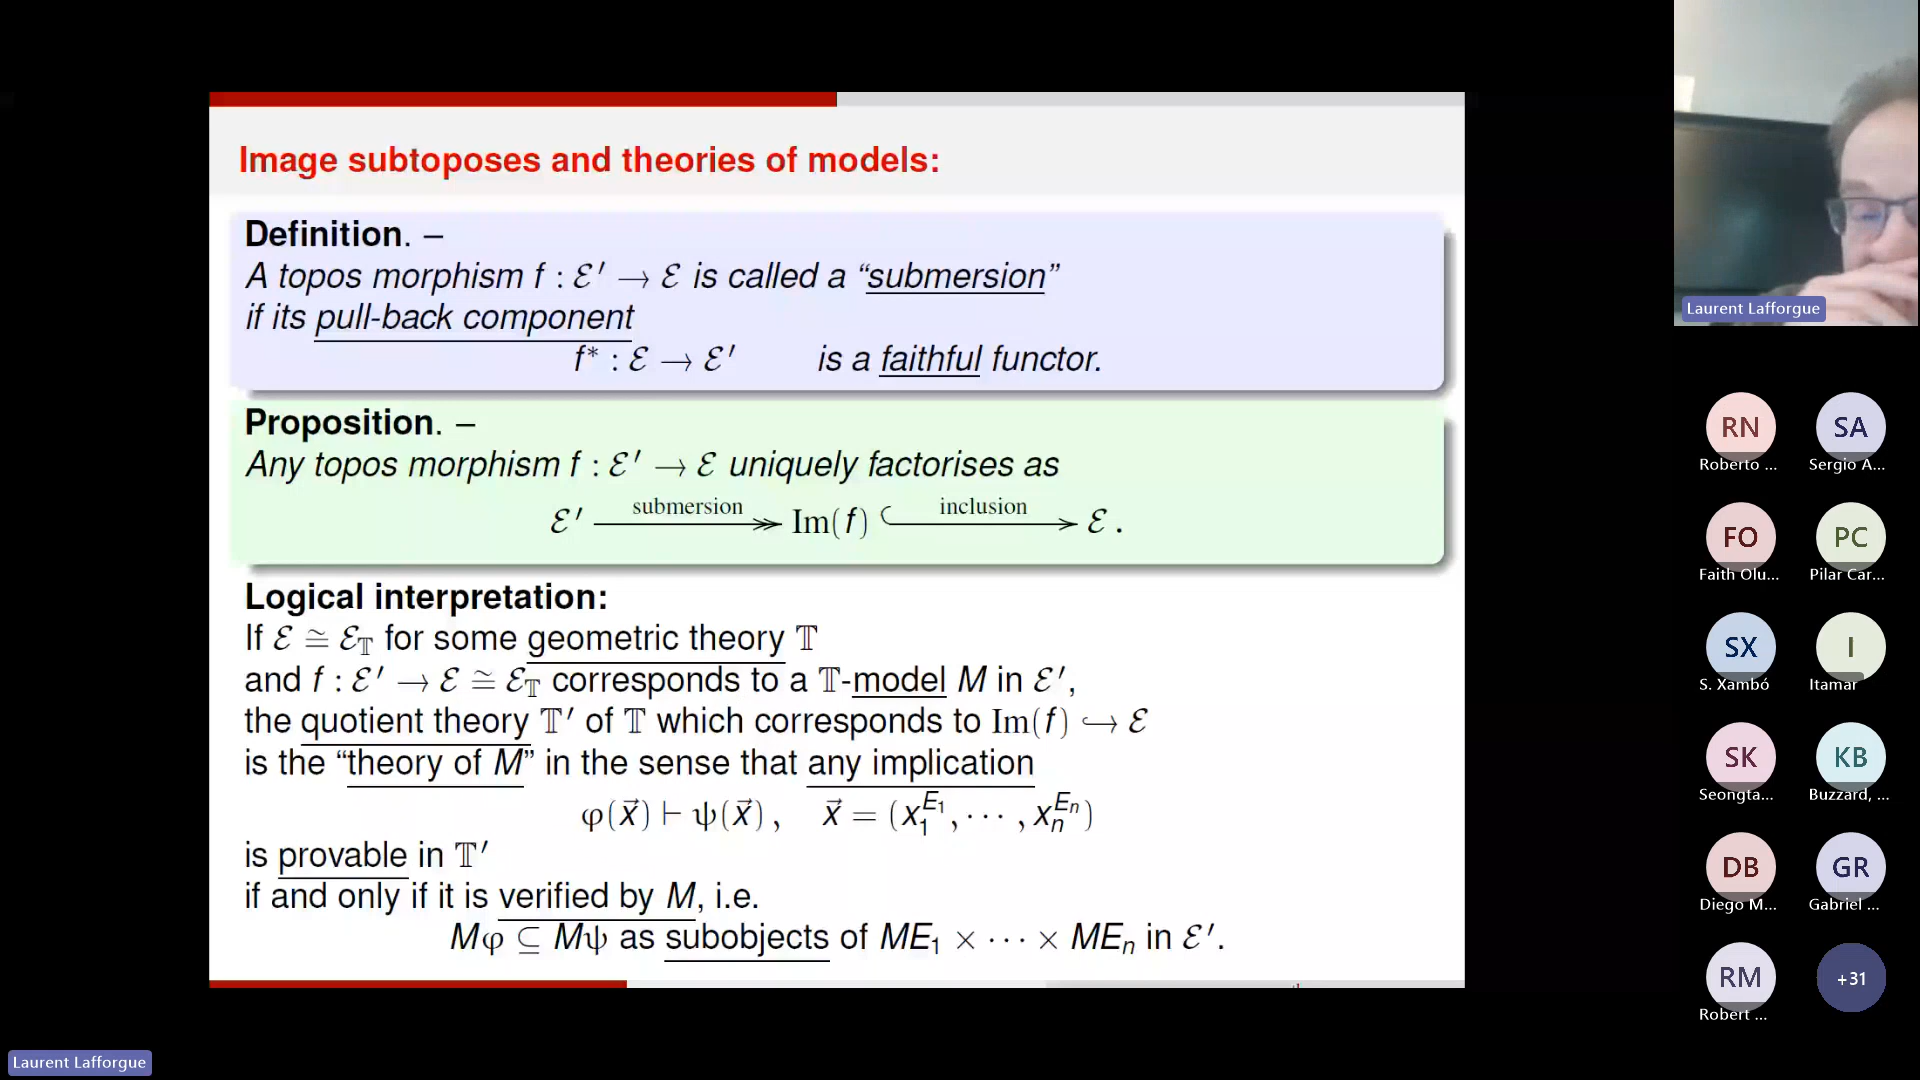 Image subtoposes and theories of models:
Definition. –
A topos morphism f : ℰ′ → ℰ is called a “submersion”
if its pull-back component
f* : ℰ → ℰ′ is a faithful functor.
Proposition. –
Any topos morphism f : ℰ′ → ℰ uniquely factorises as
ℰ′ —submersion↠ Im(f) ↪inclusion→ ℰ .
Logical interpretation:
If ℰ ≅ ℰ_𝕋 for some geometric theory 𝕋
and f : ℰ′ → ℰ ≅ ℰ_𝕋 corresponds to a 𝕋-model M in ℰ′,
the quotient theory 𝕋′ of 𝕋 which corresponds to Im(f) ↪ ℰ
is the “theory of M” in the sense that any implication
φ(x⃗) ⊢ ψ(x⃗) , x⃗ = (x₁^{E₁}, ··· , xₙ^{Eₙ})
is provable in 𝕋′
if and only if it is verified by M, i.e.
Mφ ⊆ Mψ as subobjects of ME₁ × ··· × MEₙ in ℰ′.
Laurent Lafforgue
RN
Roberto ...
SA
Sergio A...
FO
Faith Olu...
PC
Pilar Car...
SX
S. Xambó
I
Itamar
SK
Seongta...
KB
Buzzard, ...
DB
Diego M...
GR
Gabriel ...
RM
Robert ...
+31
Laurent Lafforgue